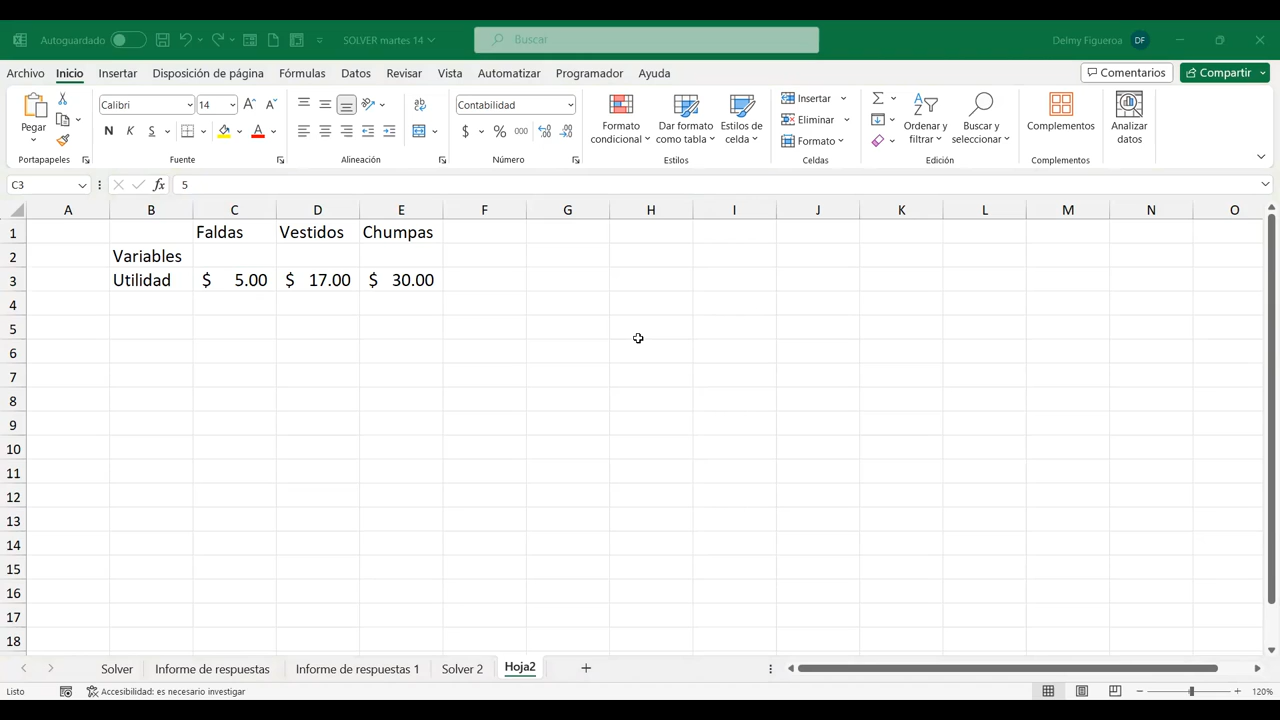 Autoguardado SOLVER martes 14 Buscar Delmy Figueroa DF
Archivo Inicio Insertar Disposición de página Fórmulas Datos Revisar Vista Automatizar Programador Ayuda Comentarios Compartir
Pegar
Portapapeles
Calibri 14
N K S
Fuente
ab
Alineación
Contabilidad
$ % 000
Número
Formato condicional
Dar formato como tabla
Estilos de celda
Estilos
Insertar
Eliminar
Formato
Celdas
Ordenar y filtrar
Buscar y seleccionar
Edición
Complementos
Complementos
Analizar datos
C3 fx 5
A B C D E F G H I J K L M N O
1 Faldas Vestidos Chumpas
2 Variables
3 Utilidad $ 5.00 $ 17.00 $ 30.00
4
5
6
7
8
9
10
11
12
13
14
15
16
17
18
Solver Informe de respuestas Informe de respuestas 1 Solver 2 Hoja2
Listo Accesibilidad: es necesario investigar 120%